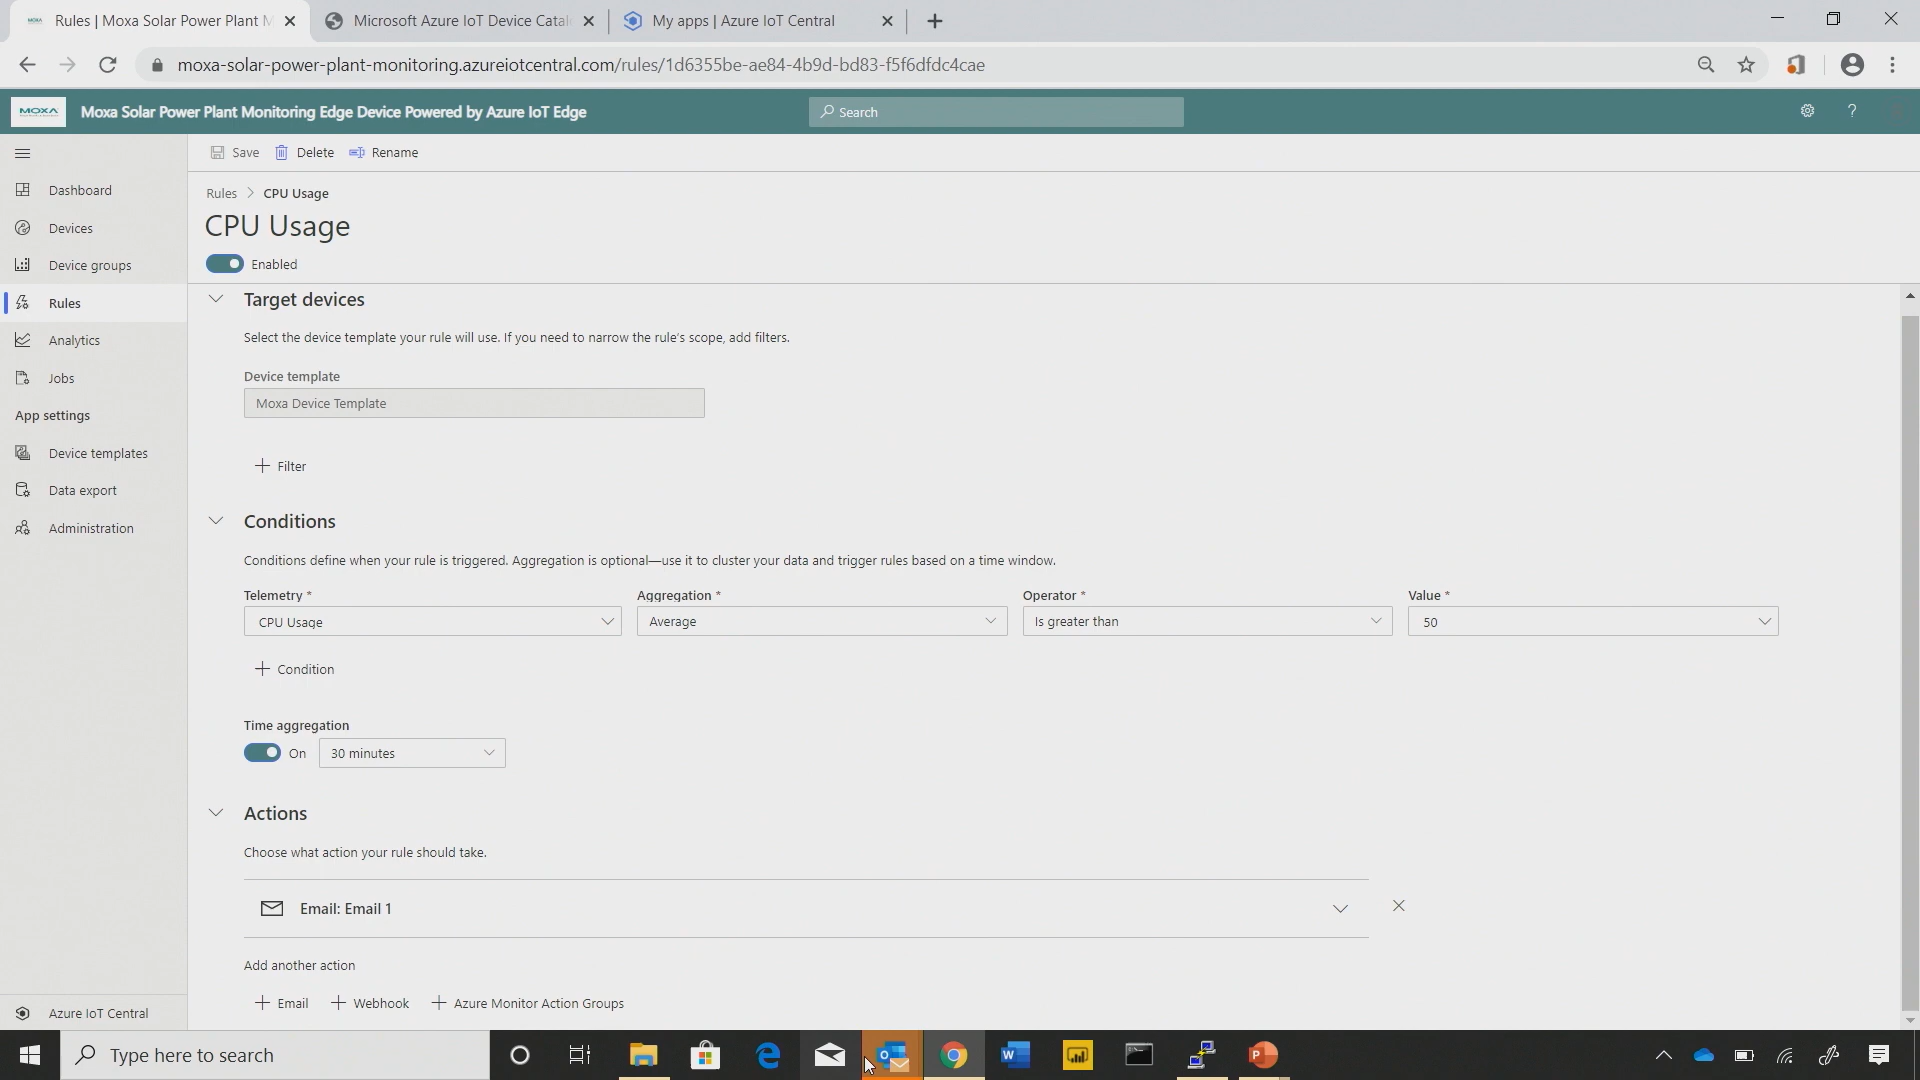 Rules | Moxa Solar Power Plant M
Microsoft Azure IoT Device Catal
My apps | Azure IoT Central
moxa-solar-power-plant-monitoring.azureiotcentral.com/rules/1d6355be-ae84-4b9d-bd83-f5f6dfdc4cae
MOXA
Moxa Solar Power Plant Monitoring Edge Device Powered by Azure IoT Edge
Search
?
Save
Delete
Rename
Dashboard
Devices
Device groups
Rules
Analytics
Jobs
App settings
Device templates
Data export
Administration
Azure IoT Central
Rules > CPU Usage
CPU Usage
Enabled
Target devices
Select the device template your rule will use. If you need to narrow the rule's scope, add filters.
Device template
Moxa Device Template
+ Filter
Conditions
Conditions define when your rule is triggered. Aggregation is optional—use it to cluster your data and trigger rules based on a time window.
Telemetry * Aggregation * Operator * Value *
CPU Usage Average Is greater than 50
+ Condition
Time aggregation
On 30 minutes
Actions
Choose what action your rule should take.
Email: Email 1
Add another action
+ Email + Webhook + Azure Monitor Action Groups
Type here to search